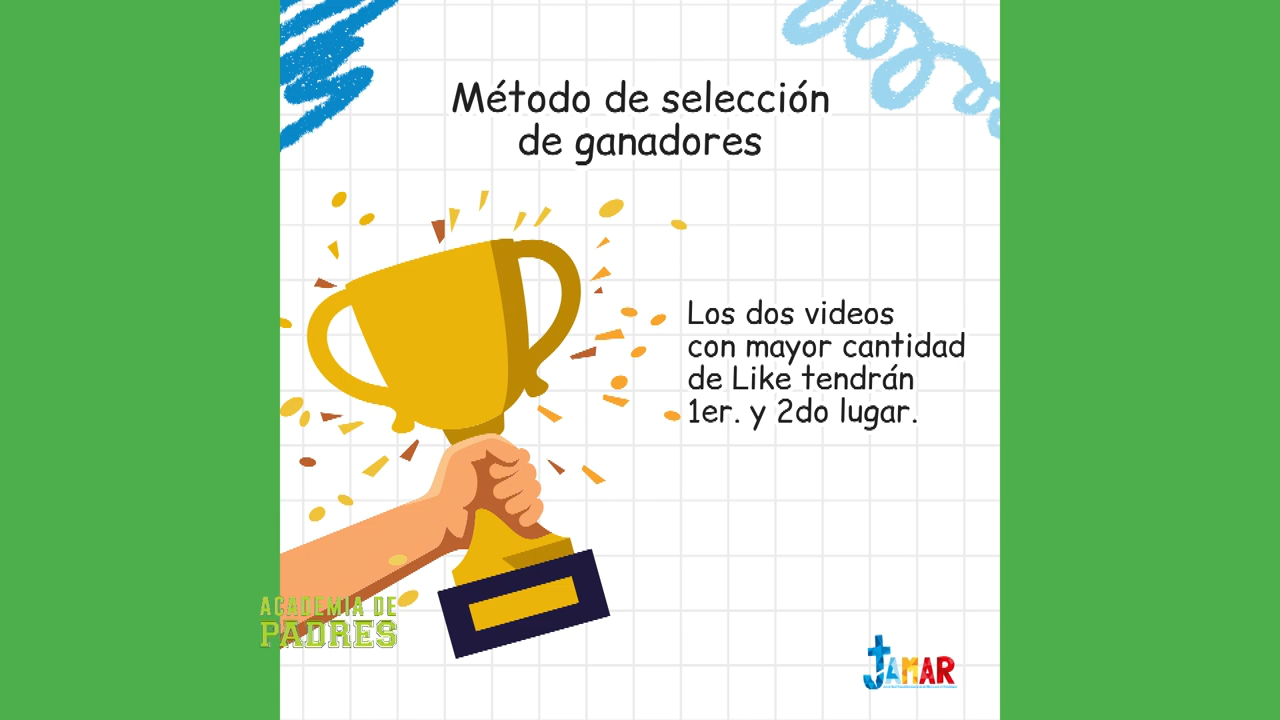 Método de selección
de ganadores
Los dos videos
con mayor cantidad
de Like tendrán
1er. y 2do lugar.
ACADEMIA DE
PADRES
JAMAR